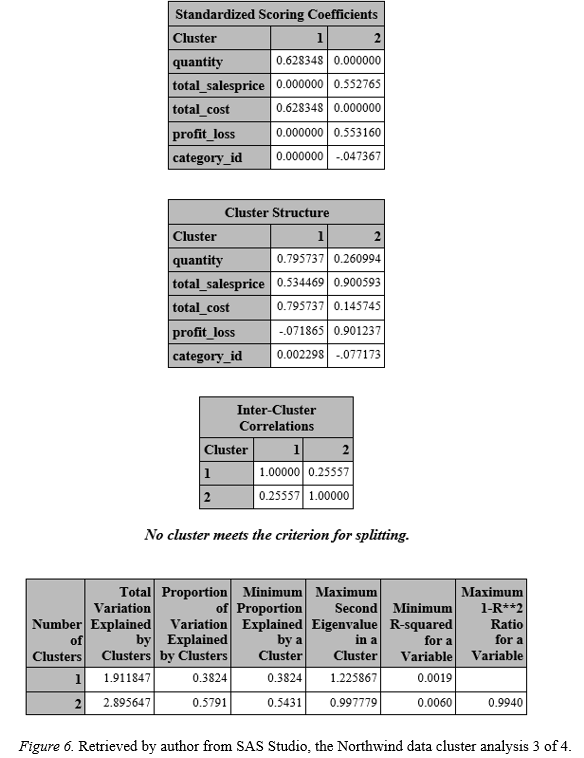 Standardized Scoring Coefficients
Cluster 1 2
quantity 0.628348 0.000000
total_salesprice 0.000000 0.552765
total_cost 0.628348 0.000000
profit_loss 0.000000 0.553160
category_id 0.000000 -.047367
Cluster Structure
Cluster 1 2
quantity 0.795737 0.260994
total_salesprice 0.534469 0.900593
total_cost 0.795737 0.145745
profit_loss -.071865 0.901237
category_id 0.002298 -.077173
Inter-Cluster
Correlations
Cluster 1 2
1 1.00000 0.25557
2 0.25557 1.00000
No cluster meets the criterion for splitting.
Number
of
Clusters
Total
Variation
Explained
by
Clusters
Proportion
of
Variation
Explained
by Clusters
Minimum
Proportion
Explained
by a
Cluster
Maximum
Second
Eigenvalue
in a
Cluster
Minimum
R-squared
for a
Variable
Maximum
1-R**2
Ratio
for a
Variable
1 1.911847 0.3824 0.3824 1.225867 0.0019
2 2.895647 0.5791 0.5431 0.997779 0.0060 0.9940
Figure 6. Retrieved by author from SAS Studio, the Northwind data cluster analysis 3 of 4.